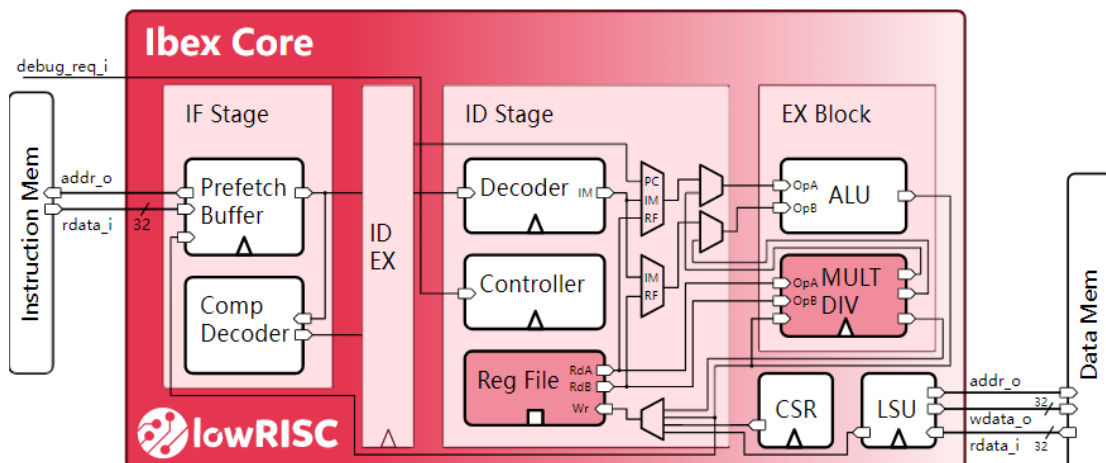 Ibex Core
debug_req_i
IF Stage
ID Stage
EX Block
Instruction Mem
addr_o
rdata_i
32
Prefetch
Buffer
Comp
Decoder
ID
EX
Decoder
IM
Controller
Reg File
RdA
RdB
Wr
PC
IM
RF
IM
RF
OpA
OpB
ALU
OpA
OpB
MULT
DIV
CSR
LSU
addr_o
32
wdata_o
rdata_i
32
Data Mem
lowRISC